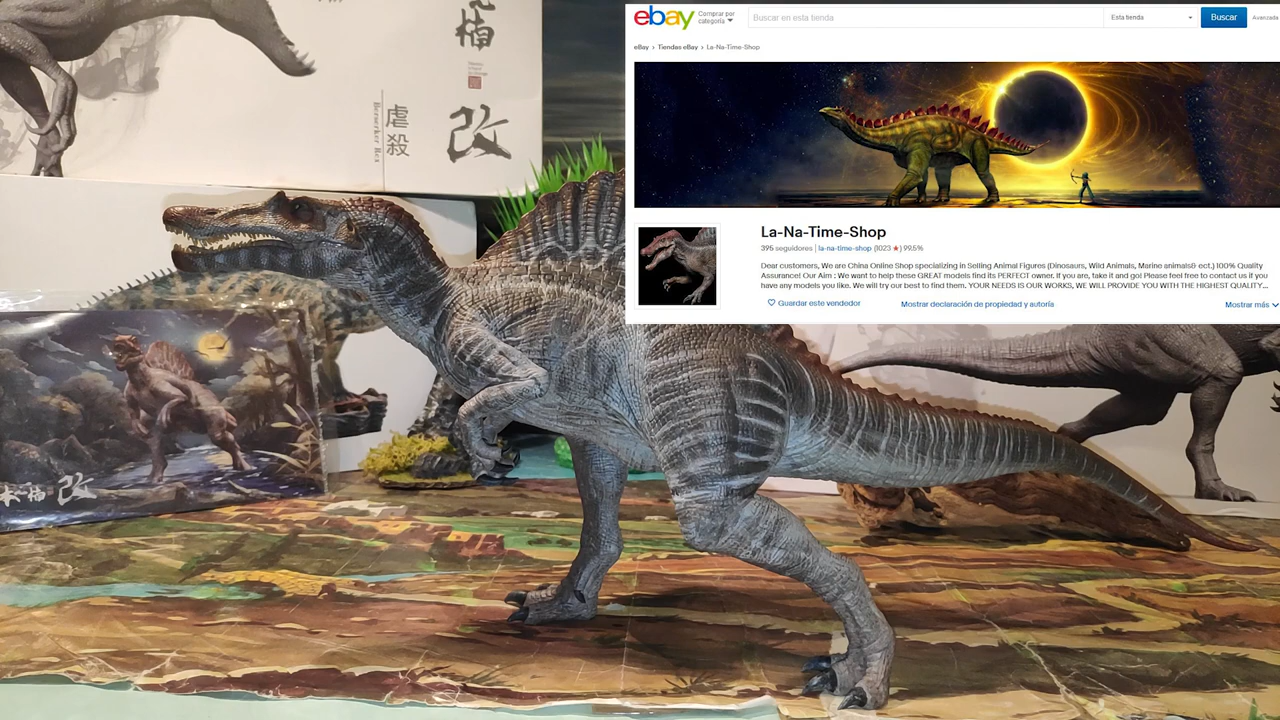 楿
改
虐殺
Berserker Rex
改
ebay
Comprar por
categoría
Buscar en esta tienda
Esta tienda
Buscar
Avanzada
eBay > Tiendas eBay > La-Na-Time-Shop
La-Na-Time-Shop
395 seguidores | la-na-time-shop (1023 ★) 99.5%
Dear customers, We are China Online Shop specializing in Selling Animal Figures (Dinosaurs, Wild Animals, Marine animals& ect.) 100% Quality
Assurance! Our Aim : We want to help these GREAT models find its PERFECT owner. If you are, take it and go! Please feel free to contact us if you
have any models you like. We will try our best to find them. YOUR NEEDS IS OUR WORKS, WE WILL PROVIDE YOU WITH THE HIGHEST QUALITY...
Guardar este vendedor
Mostrar declaración de propiedad y autoría
Mostrar más